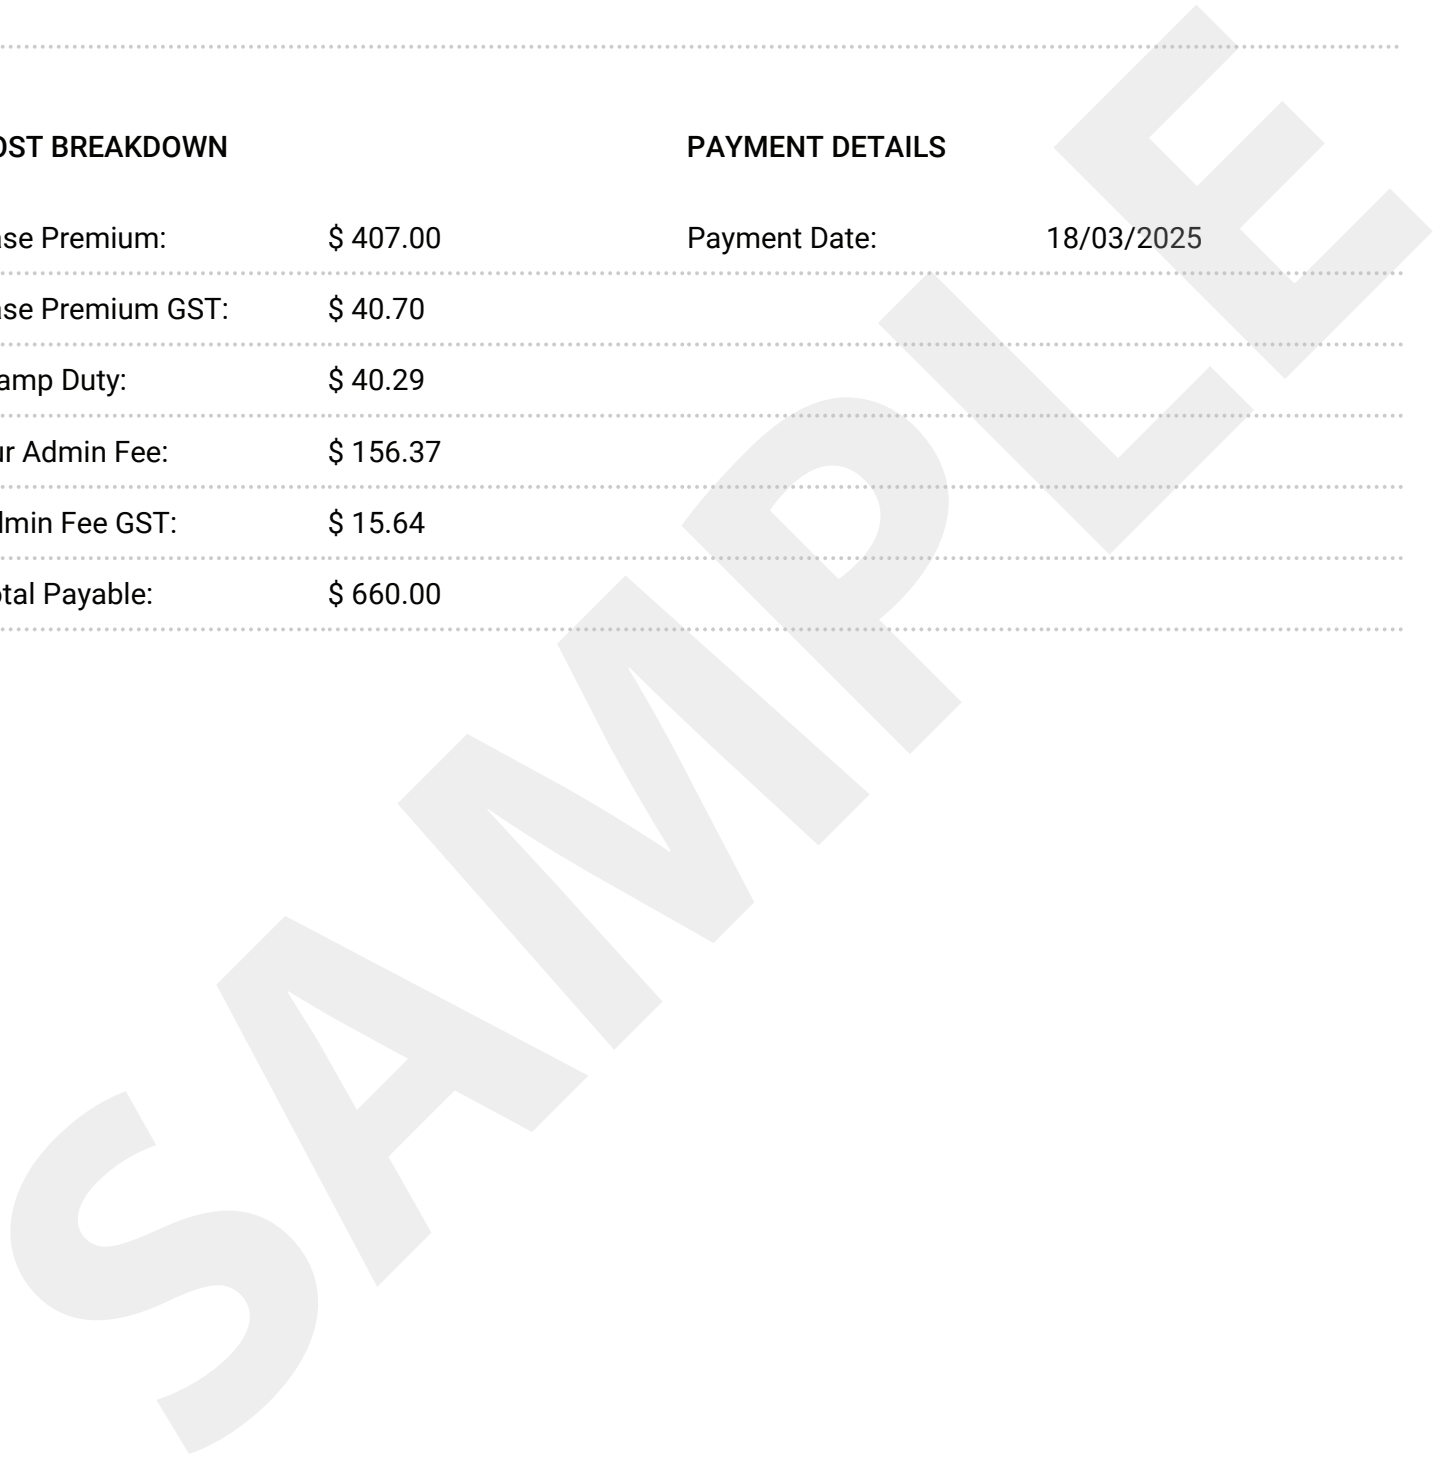 OST BREAKDOWN
ase Premium: $ 407.00
ase Premium GST: $ 40.70
amp Duty: $ 40.29
ur Admin Fee: $ 156.37
dmin Fee GST: $ 15.64
otal Payable: $ 660.00
PAYMENT DETAILS
Payment Date: 18/03/2025
SAMPLE